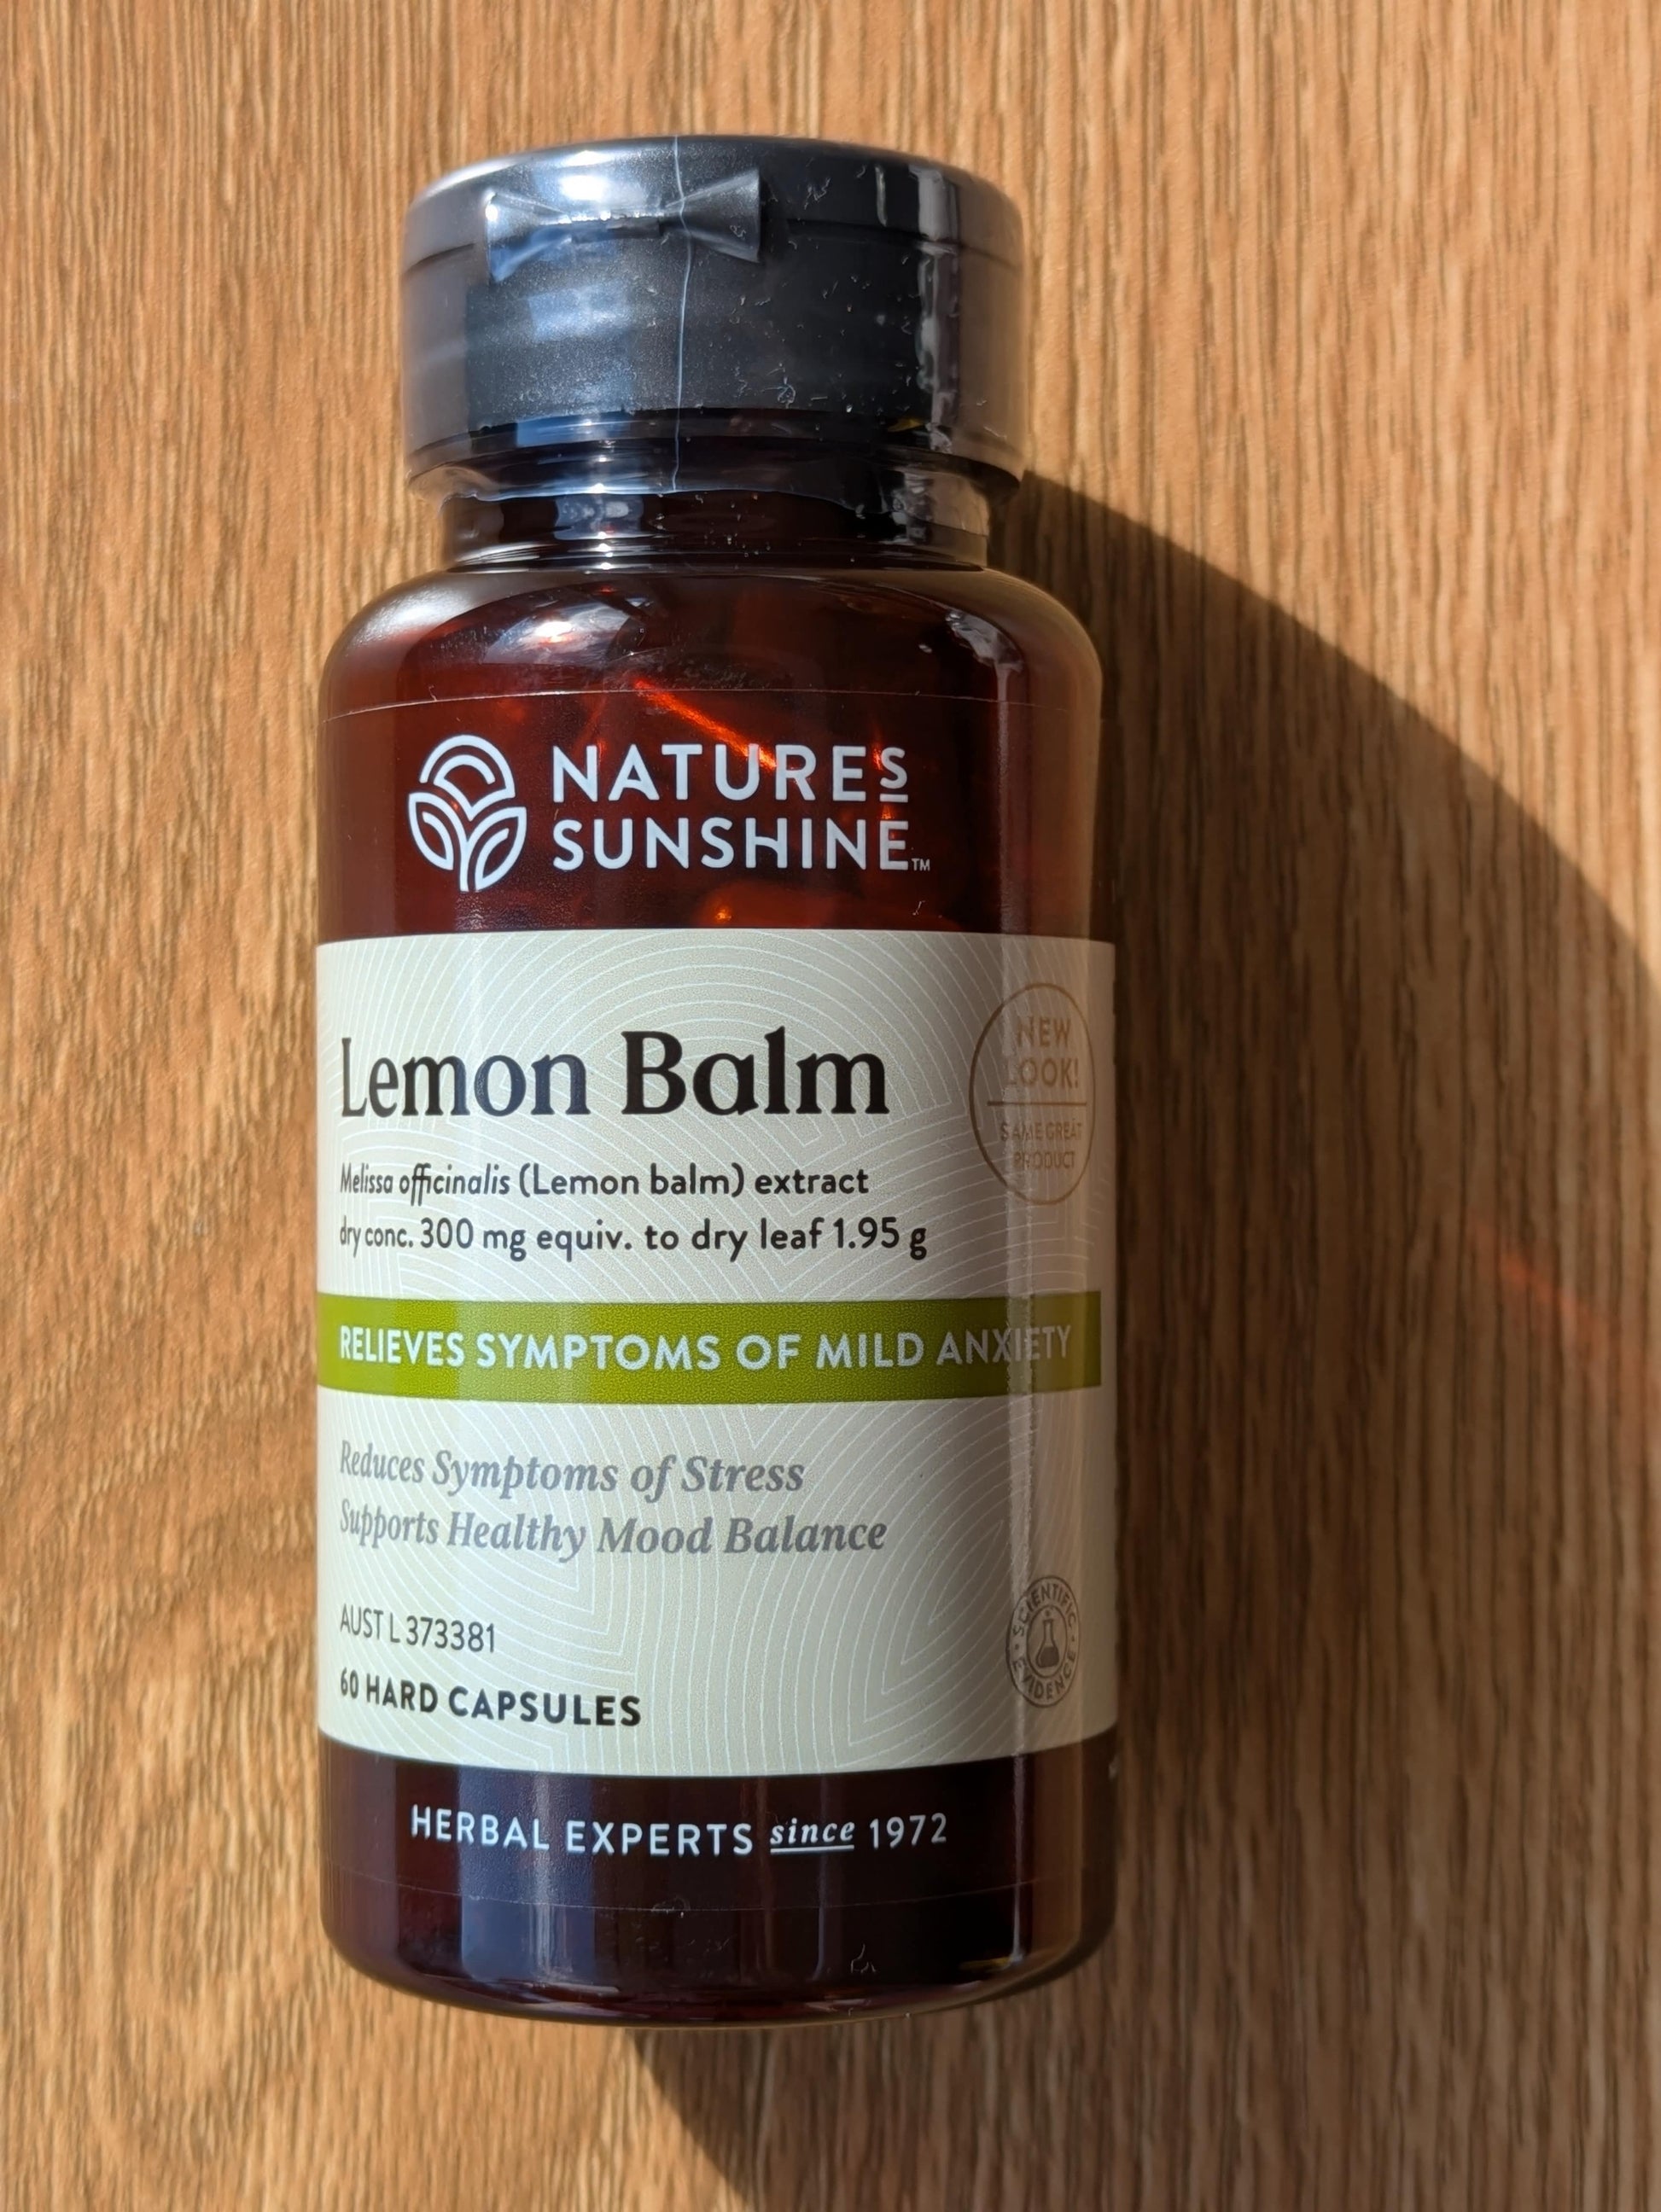 NATURES
SUNSHINE™
Lemon Balm
NEW
LOOK!
SAME GREAT
PRODUCT
Melissa officinalis (Lemon balm) extract
dry conc. 300 mg equiv. to dry leaf 1.95 g
RELIEVES SYMPTOMS OF MILD ANXIETY
Reduces Symptoms of Stress
Supports Healthy Mood Balance
AUST L 373381
60 HARD CAPSULES
SCIENTIFIC
EVIDENCE
HERBAL EXPERTS since 1972